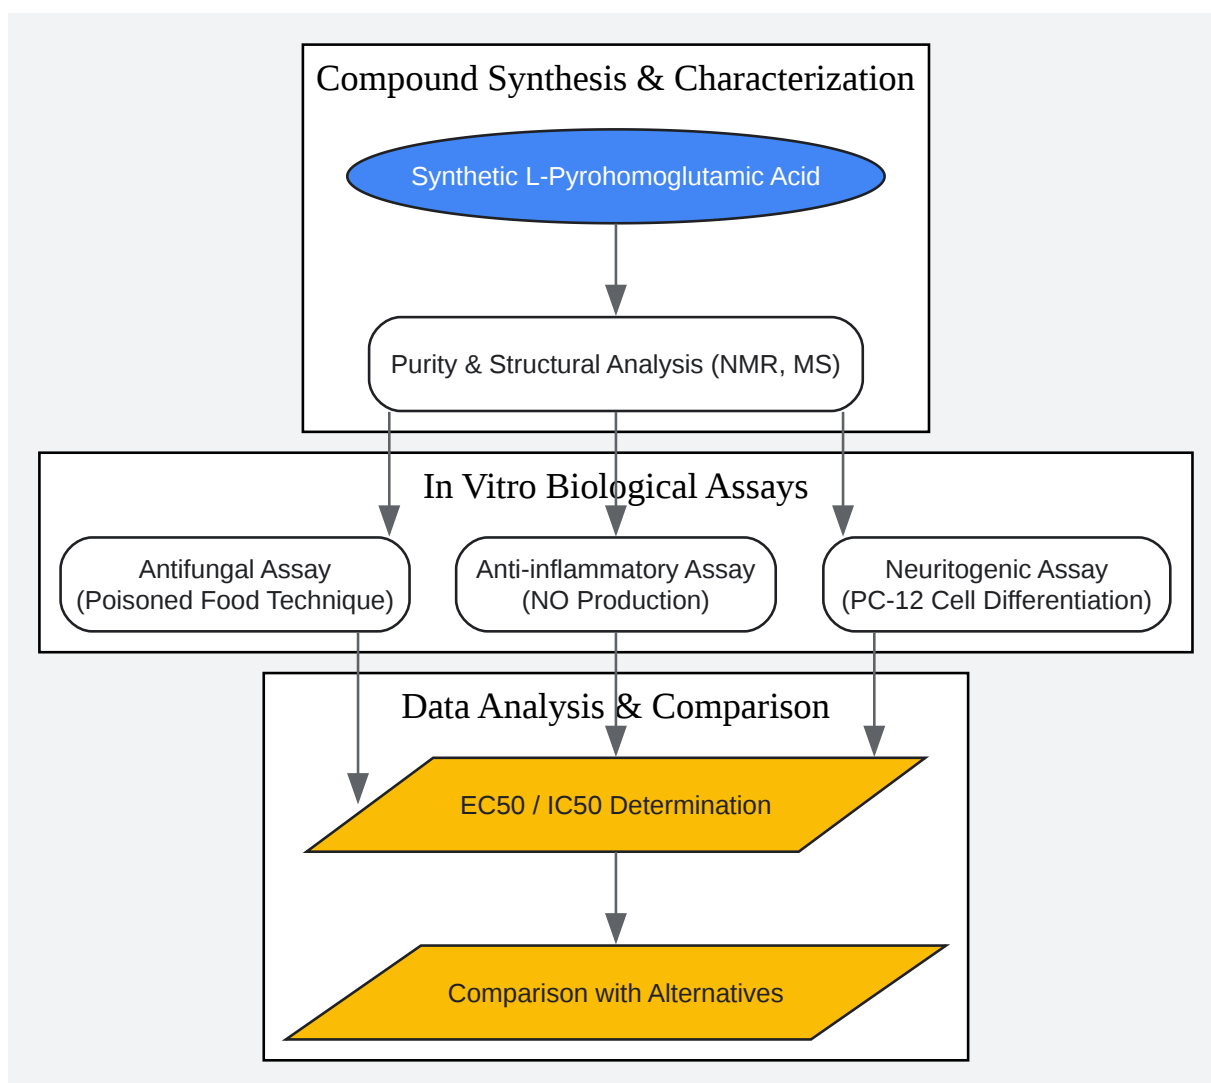 Compound Synthesis & Characterization
Synthetic L-Pyrohomoglutamic Acid
Purity & Structural Analysis (NMR, MS)
In Vitro Biological Assays
Antifungal Assay
(Poisoned Food Technique)
Anti-inflammatory Assay
(NO Production)
Neuritogenic Assay
(PC-12 Cell Differentiation)
Data Analysis & Comparison
EC50 / IC50 Determination
Comparison with Alternatives